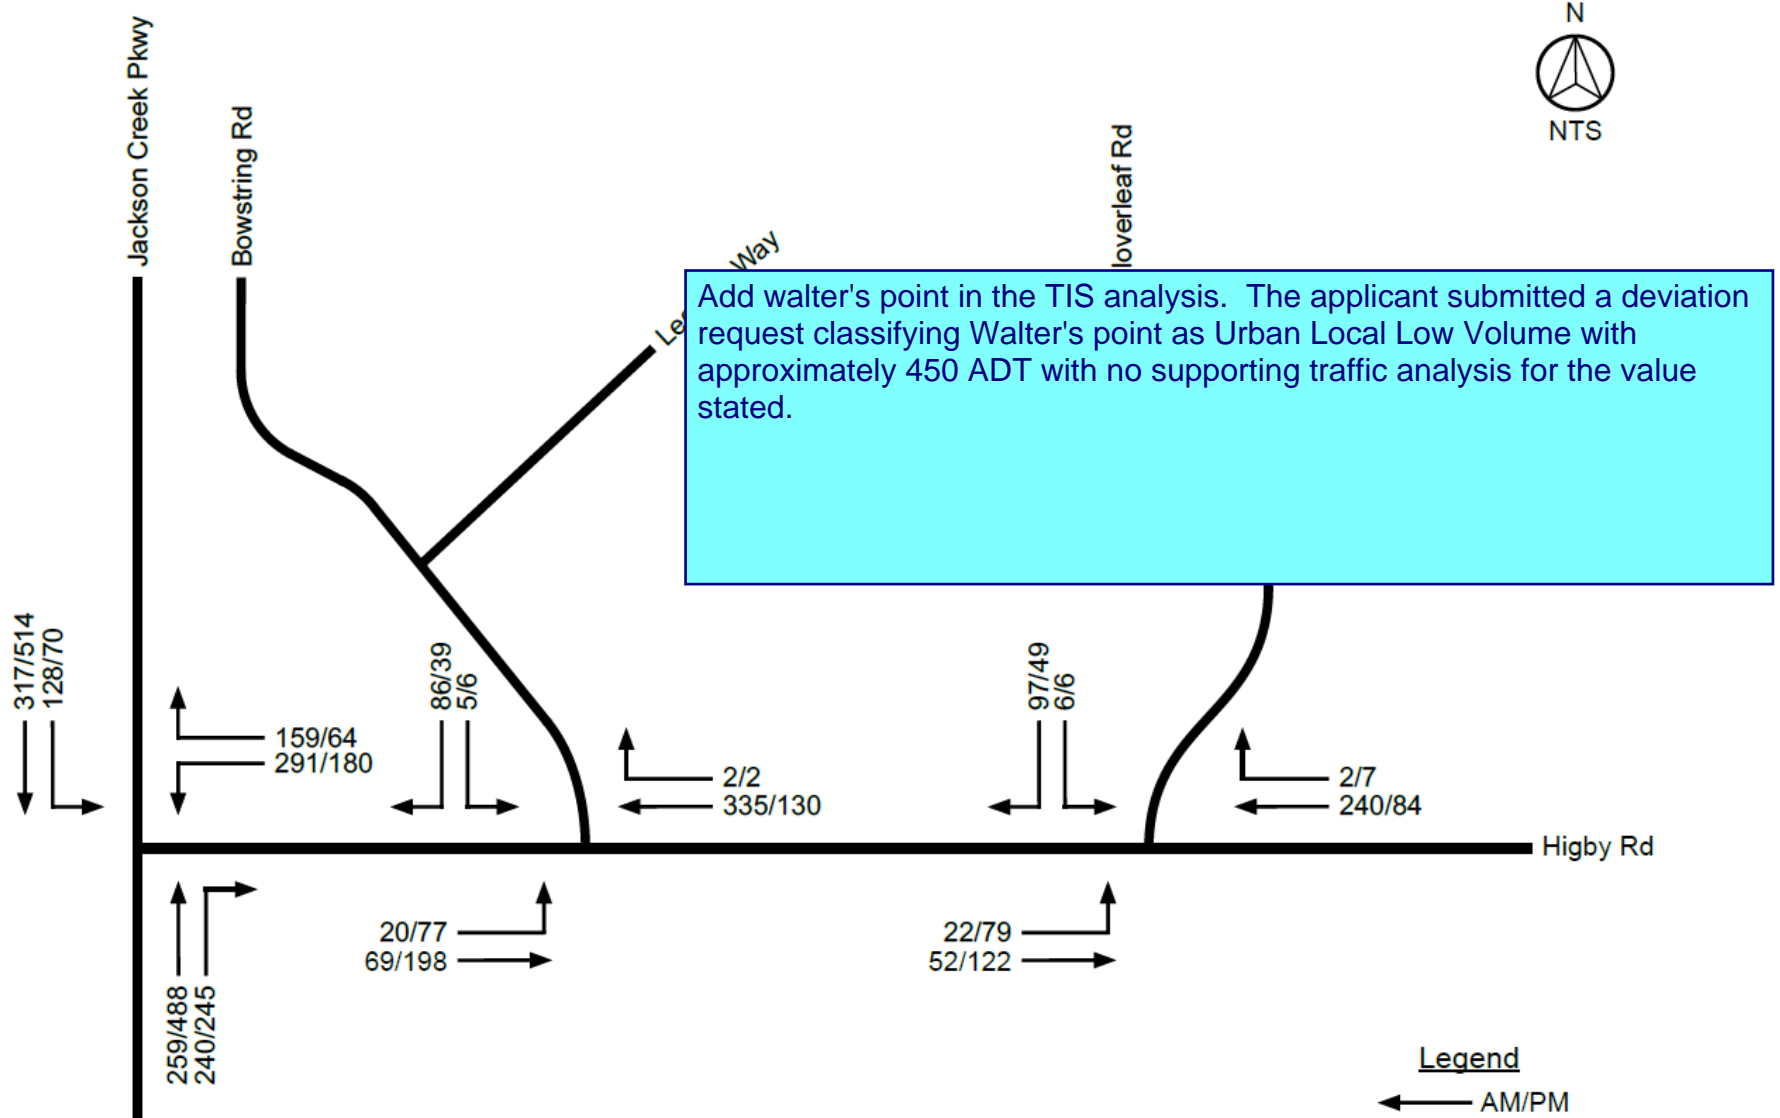 N
NTS
Jackson Creek Pkwy
Bowstring Rd
Way
loverleaf Rd
Add walter's point in the TIS analysis. The applicant submitted a deviation
request classifying Walter's point as Urban Local Low Volume with
approximately 450 ADT with no supporting traffic analysis for the value
stated.
317/514
128/70
159/64
291/180
86/39
5/6
2/2
335/130
97/49
6/6
2/7
240/84
Higby Rd
20/77
69/198
22/79
52/122
259/488
240/245
Legend
AM/PM